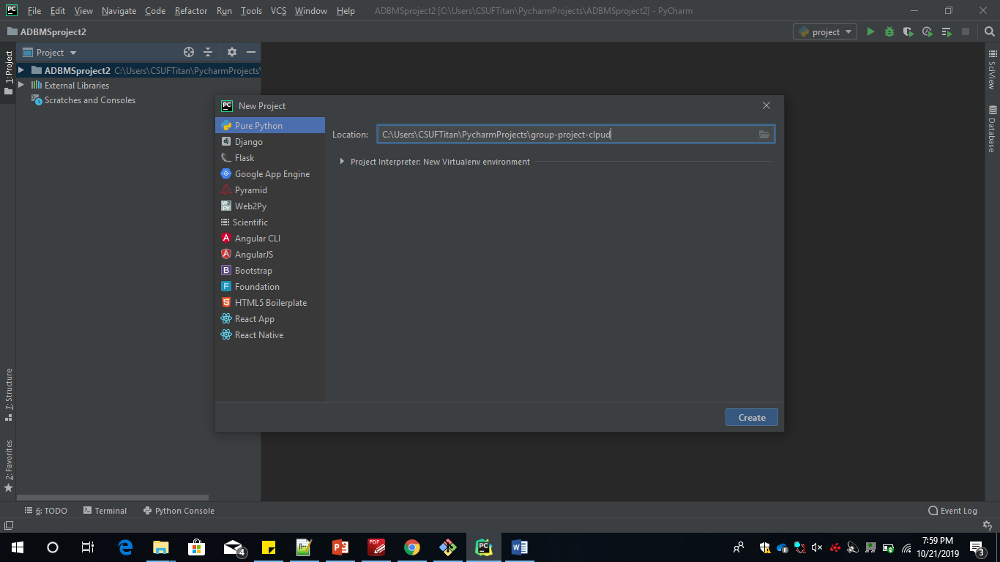 File Edit View Navigate Code Refactor Run Tools VCS Window Help ADBMSproject2 [C:\Users\CSUFTitan\PycharmProjects\ADBMSproject2] - PyCharm
ADBMSproject2 project
1: Project
Project
ADBMSproject2 C:\Users\CSUFTitan\PycharmProjects\
External Libraries
Scratches and Consoles
New Project
Pure Python
Django
Flask
Google App Engine
Pyramid
Web2Py
Scientific
Angular CLI
AngularJS
Bootstrap
Foundation
HTML5 Boilerplate
React App
React Native
Location: C:\Users\CSUFTitan\PycharmProjects\group-project-clpud
Project Interpreter: New Virtualenv environment
Create
SciView
Database
7: Structure
2: Favorites
6: TODO Terminal Python Console Event Log
4
7:59 PM
10/21/2019
3